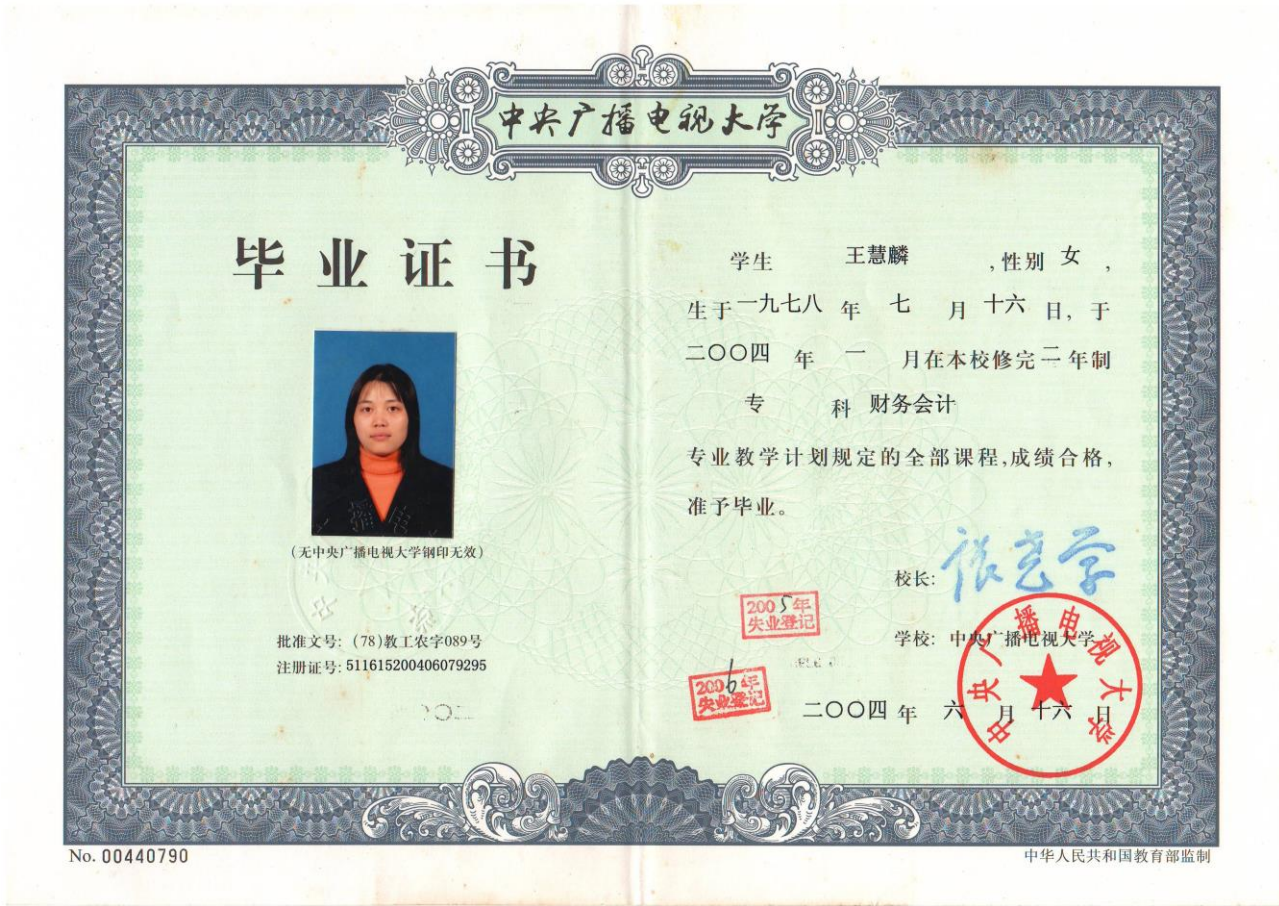 中央广播电视大学
毕业证书
(无中央广播电视大学钢印无效)
批准文号: (78)教工农字089号
注册证号: 511615200406079295
学生 王慧麟 , 性别 女 ,
生于一九七八 年 七 月 十六 日, 于
二〇〇四 年 一 月在本校修完二年制
专 科 财务会计
专业教学计划规定的全部课程,成绩合格,
准予毕业。
校长:
学校: 中央广播电视大学
二〇〇四 年 六 月 十六 日
中央广播电视大学
2005年
失业登记
2006年
失业登记
No. 00440790
中华人民共和国教育部监制